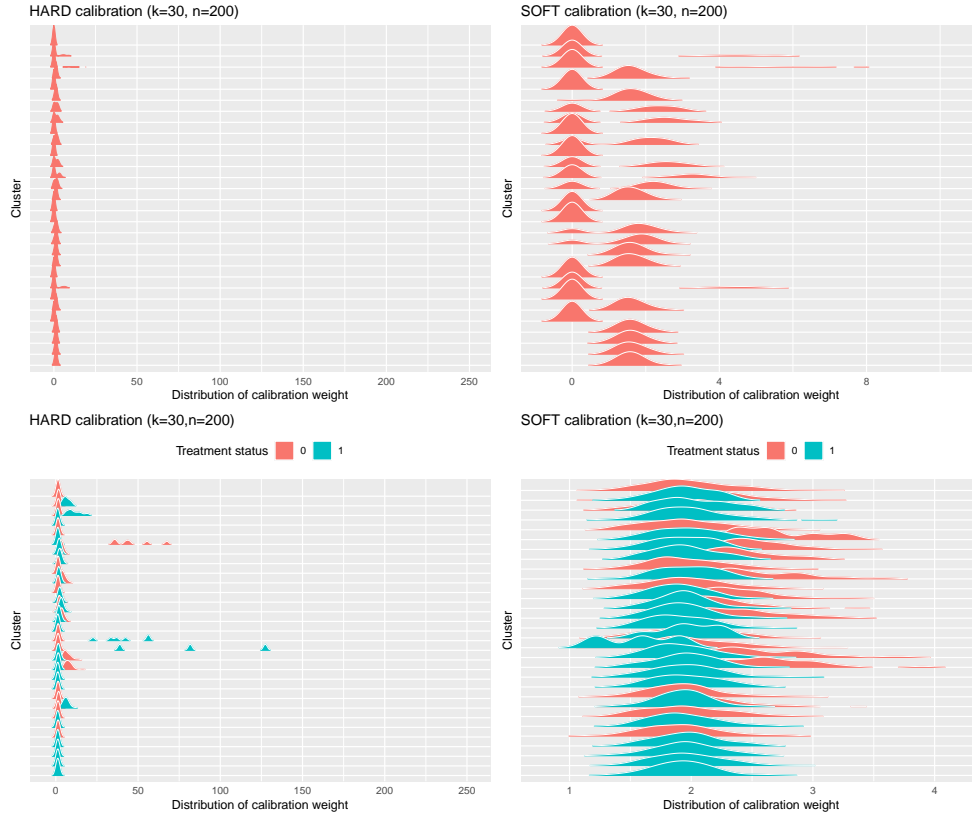 HARD calibration (k=30, n=200)
Cluster
0 50 100 150 200 250
Distribution of calibration weight
SOFT calibration (k=30, n=200)
Cluster
0 4 8
Distribution of calibration weight
HARD calibration (k=30,n=200)
Treatment status 0 1
Cluster
0 50 100 150 200 250
Distribution of calibration weight
SOFT calibration (k=30,n=200)
Treatment status 0 1
Cluster
1 2 3 4
Distribution of calibration weight